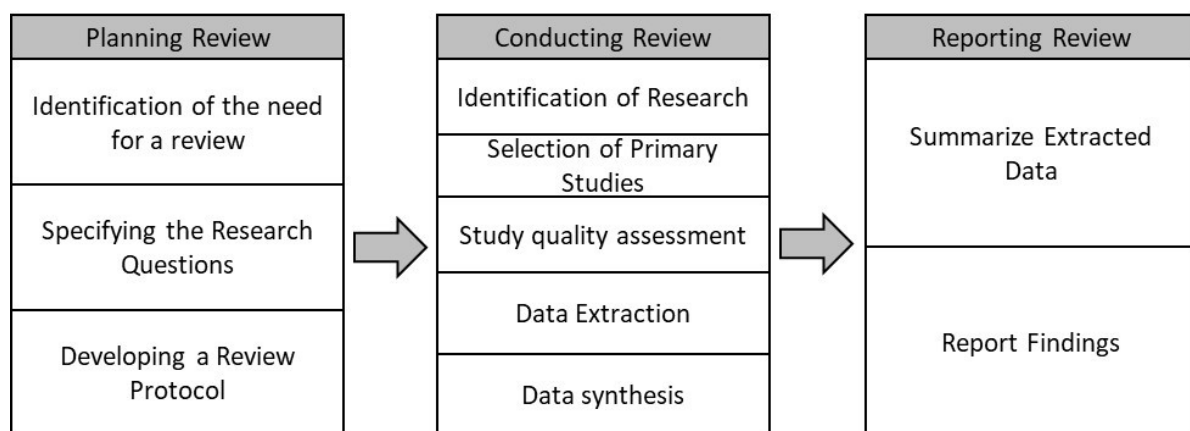 Planning Review
Identification of the need
for a review
Specifying the Research
Questions
Developing a Review
Protocol
Conducting Review
Identification of Research
Selection of Primary
Studies
Study quality assessment
Data Extraction
Data synthesis
Reporting Review
Summarize Extracted
Data
Report Findings